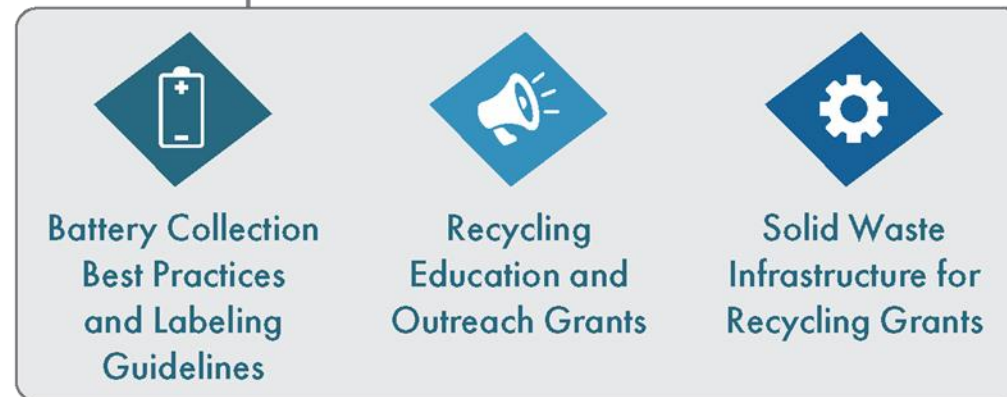 Battery Collection
Best Practices
and Labeling
Guidelines
Recycling
Education and
Outreach Grants
Solid Waste
Infrastructure for
Recycling Grants